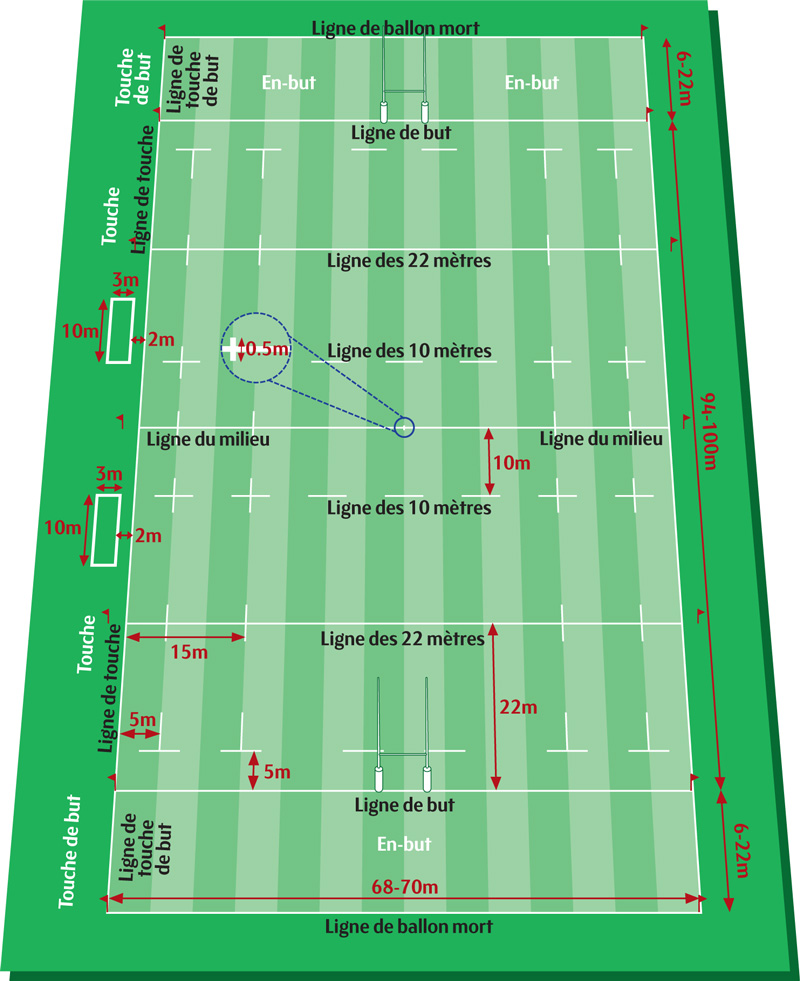 Ligne de ballon mort
Touche
de but
Ligne de
touche
de but
En-but
En-but
6-22m
Ligne de but
Ligne de touche
Touche
Ligne des 22 mètres
3m
10m
2m
0.5m
Ligne des 10 mètres
94-100m
Ligne du milieu
Ligne du milieu
10m
3m
10m
2m
Ligne des 10 mètres
Touche
Ligne de touche
15m
Ligne des 22 mètres
22m
5m
5m
Ligne de but
Touche de but
Ligne de
touche
de but
En-but
6-22m
68-70m
Ligne de ballon mort